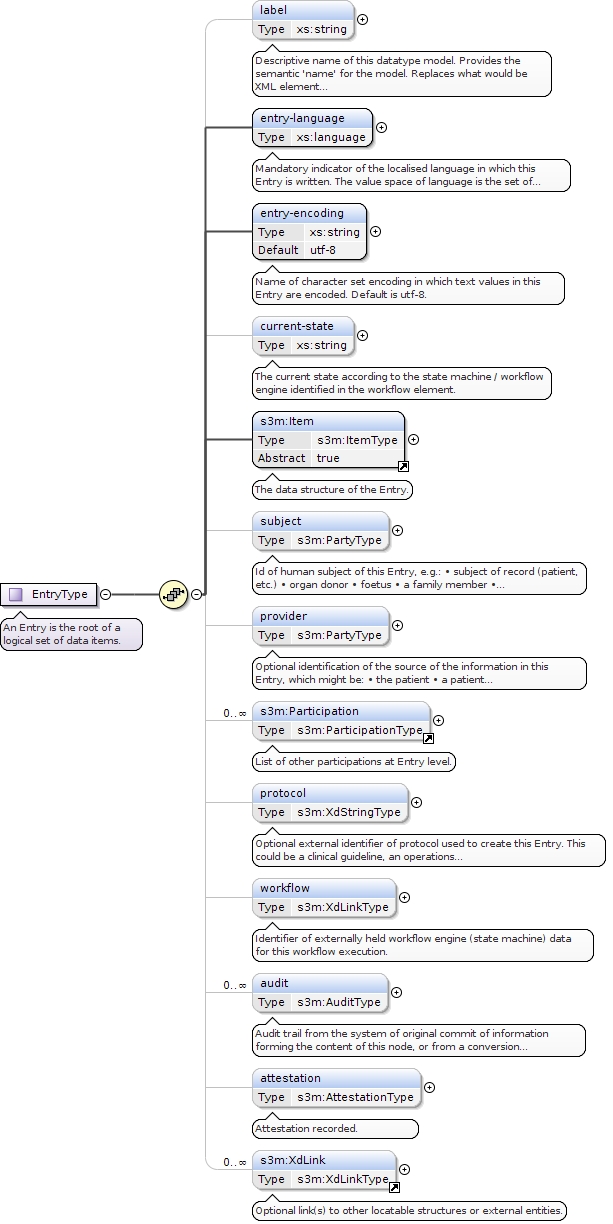 label
Type xs:string
Descriptive name of this datatype model. Provides the
semantic 'name' for the model. Replaces what would be
XML element...
entry-language
Type xs:language
Mandatory indicator of the localised language in which this
Entry is written. The value space of language is the set of...
entry-encoding
Type xs:string
Default utf-8
Name of character set encoding in which text values in this
Entry are encoded. Default is utf-8.
current-state
Type xs:string
The current state according to the state machine / workflow
engine identified in the workflow element.
s3m:Item
Type s3m:ItemType
Abstract true
The data structure of the Entry.
subject
Type s3m:PartyType
Id of human subject of this Entry, e.g.: • subject of record (patient,
etc.) • organ donor • foetus • a family member •...
EntryType
An Entry is the root of a
logical set of data items.
provider
Type s3m:PartyType
Optional identification of the source of the information in this
Entry, which might be: • the patient • a patient...
0..∞
s3m:Participation
Type s3m:ParticipationType
List of other participations at Entry level.
protocol
Type s3m:XdStringType
Optional external identifier of protocol used to create this Entry. This
could be a clinical guideline, an operations...
workflow
Type s3m:XdLinkType
Identifier of externally held workflow engine (state machine) data
for this workflow execution.
0..∞
audit
Type s3m:AuditType
Audit trail from the system of original commit of information
forming the content of this node, or from a conversion...
attestation
Type s3m:AttestationType
Attestation recorded.
0..∞
s3m:XdLink
Type s3m:XdLinkType
Optional link(s) to other locatable structures or external entities.